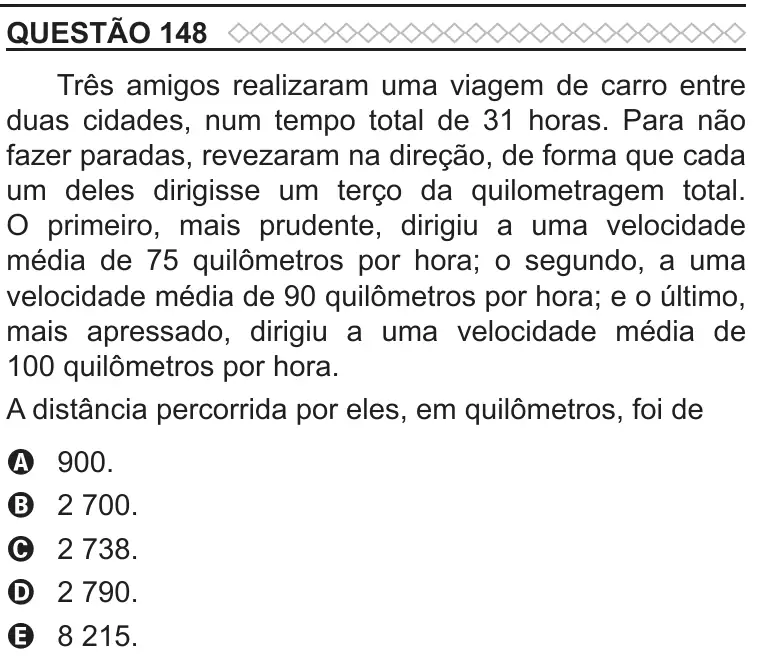 QUESTÃO 148
Três amigos realizaram uma viagem de carro entre
duas cidades, num tempo total de 31 horas. Para não
fazer paradas, revezaram na direção, de forma que cada
um deles dirigisse um terço da quilometragem total.
O primeiro, mais prudente, dirigiu a uma velocidade
média de 75 quilômetros por hora; o segundo, a uma
velocidade média de 90 quilômetros por hora; e o último,
mais apressado, dirigiu a uma velocidade média de
100 quilômetros por hora.
A distância percorrida por eles, em quilômetros, foi de
A 900.
B 2 700.
C 2 738.
D 2 790.
E 8 215.